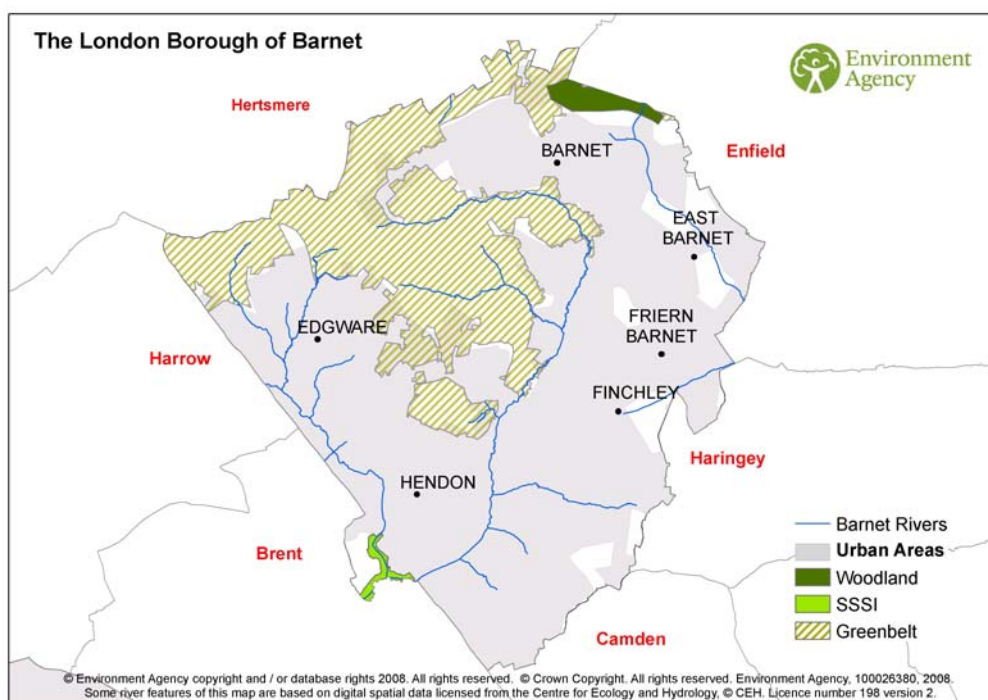 The London Borough of Barnet
Environment
Agency
Hertsmere
Enfield
BARNET
EAST
BARNET
EDGWARE
FRIERN
BARNET
Harrow
FINCHLEY
Haringey
HENDON
Brent
Camden
Barnet Rivers
Urban Areas
Woodland
SSSI
Greenbelt
© Environment Agency copyright and / or database rights 2008. All rights reserved. © Crown Copyright. All rights reserved. Environment Agency, 100026380, 2008.
Some river features of this map are based on digital spatial data licensed from the Centre for Ecology and Hydrology, © CEH. Licence number 198 version 2.